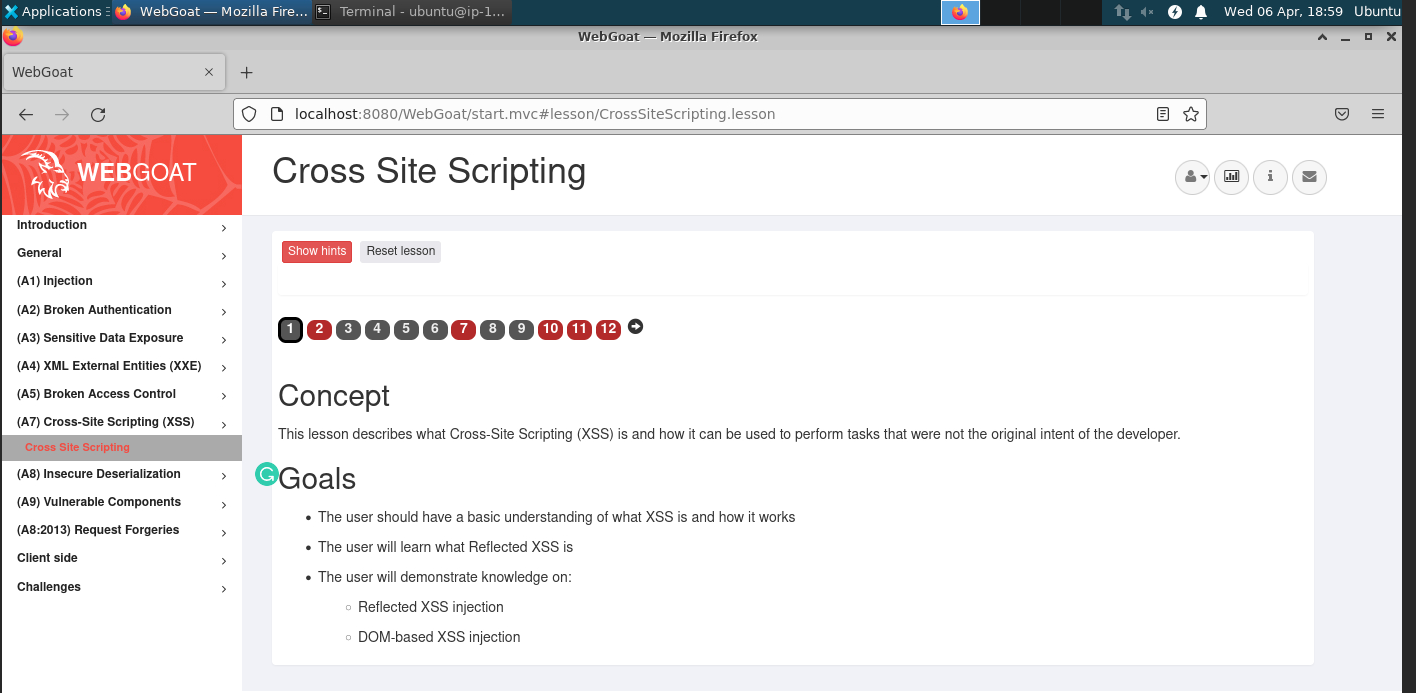 Applications
WebGoat — Mozilla Fire...
Terminal - ubuntu@ip-1...
Wed 06 Apr, 18:59
Ubuntu
WebGoat — Mozilla Firefox
WebGoat
localhost:8080/WebGoat/start.mvc#lesson/CrossSiteScripting.lesson
WEBGOAT
Cross Site Scripting
Introduction
General
(A1) Injection
(A2) Broken Authentication
(A3) Sensitive Data Exposure
(A4) XML External Entities (XXE)
(A5) Broken Access Control
(A7) Cross-Site Scripting (XSS)
Cross Site Scripting
(A8) Insecure Deserialization
(A9) Vulnerable Components
(A8:2013) Request Forgeries
Client side
Challenges
Show hints Reset lesson
1 2 3 4 5 6 7 8 9 10 11 12
Concept
This lesson describes what Cross-Site Scripting (XSS) is and how it can be used to perform tasks that were not the original intent of the developer.
Goals
• The user should have a basic understanding of what XSS is and how it works
• The user will learn what Reflected XSS is
• The user will demonstrate knowledge on:
○ Reflected XSS injection
○ DOM-based XSS injection